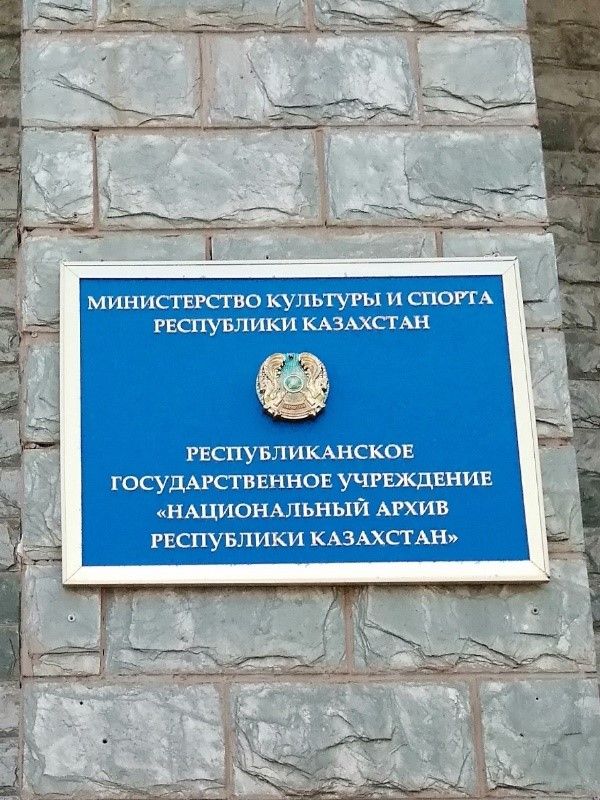 МИНИСТЕРСТВО КУЛЬТУРЫ И СПОРТА
РЕСПУБЛИКИ КАЗАХСТАН
РЕСПУБЛИКАНСКОЕ
ГОСУДАРСТВЕННОЕ УЧРЕЖДЕНИЕ
«НАЦИОНАЛЬНЫЙ АРХИВ
РЕСПУБЛИКИ КАЗАХСТАН»